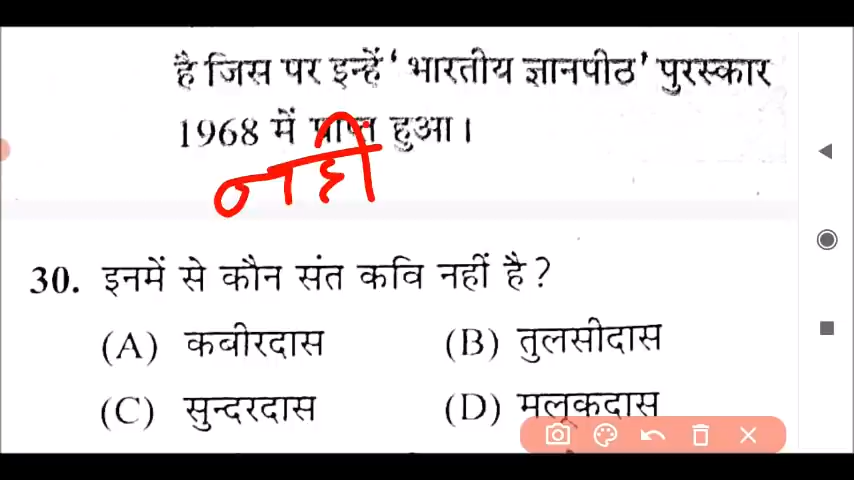 है जिस पर इन्हें ‘भारतीय ज्ञानपीठ’ पुरस्कार
1968 में प्राप्त हुआ।
नहीं
30. इनमें से कौन संत कवि नहीं है?
(A) कबीरदास (B) तुलसीदास
(C) सुन्दरदास (D) मलूकदास